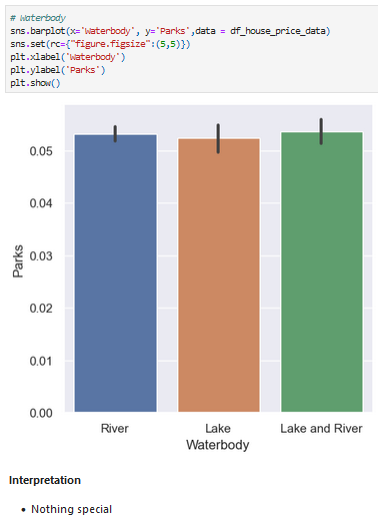 # Waterbody
sns.barplot(x='Waterbody', y='Parks',data = df_house_price_data)
sns.set(rc={"figure.figsize":(5,5)})
plt.xlabel('Waterbody')
plt.ylabel('Parks')
plt.show()
0.05
0.04
0.03
0.02
0.01
0.00
Parks
River Lake Lake and River
Waterbody
Interpretation
• Nothing special